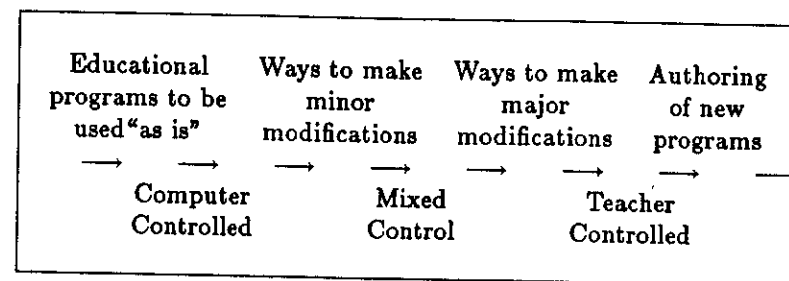 Educational
programs to be
used“as is”
Ways to make
minor
modifications
Ways to make
major
modifications
Authoring
of new
programs
→ → → → → → → —
Computer
Controlled
Mixed
Control
Teacher
Controlled